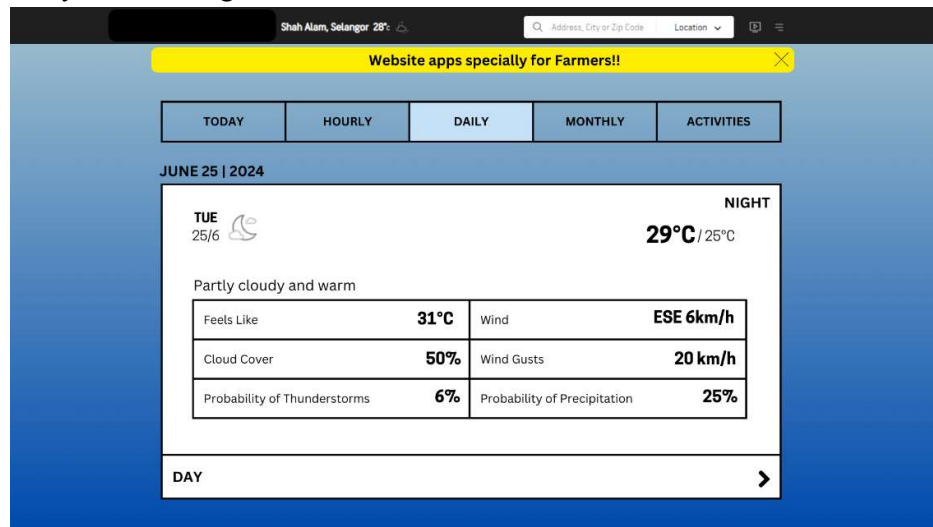 Shah Alam, Selangor 28°c Address, City or Zip Code Location
Website apps specially for Farmers!!
TODAY HOURLY DAILY MONTHLY ACTIVITIES
JUNE 25 | 2024
NIGHT
TUE
25/6
29°C / 25°C
Partly cloudy and warm
Feels Like 31°C Wind ESE 6km/h
Cloud Cover 50% Wind Gusts 20 km/h
Probability of Thunderstorms 6% Probability of Precipitation 25%
DAY